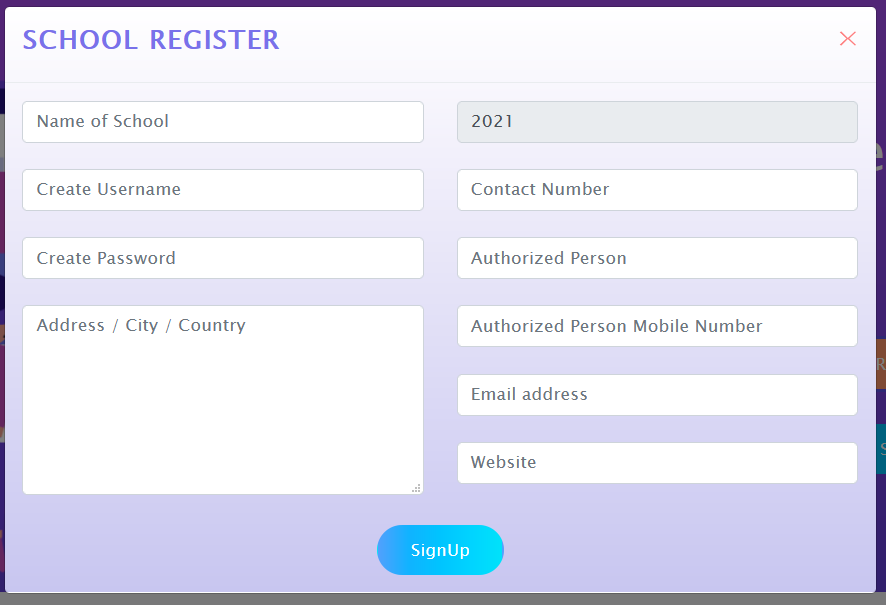 SCHOOL REGISTER
Name of School
2021
Create Username
Contact Number
Create Password
Authorized Person
Address / City / Country
Authorized Person Mobile Number
Email address
Website
SignUp